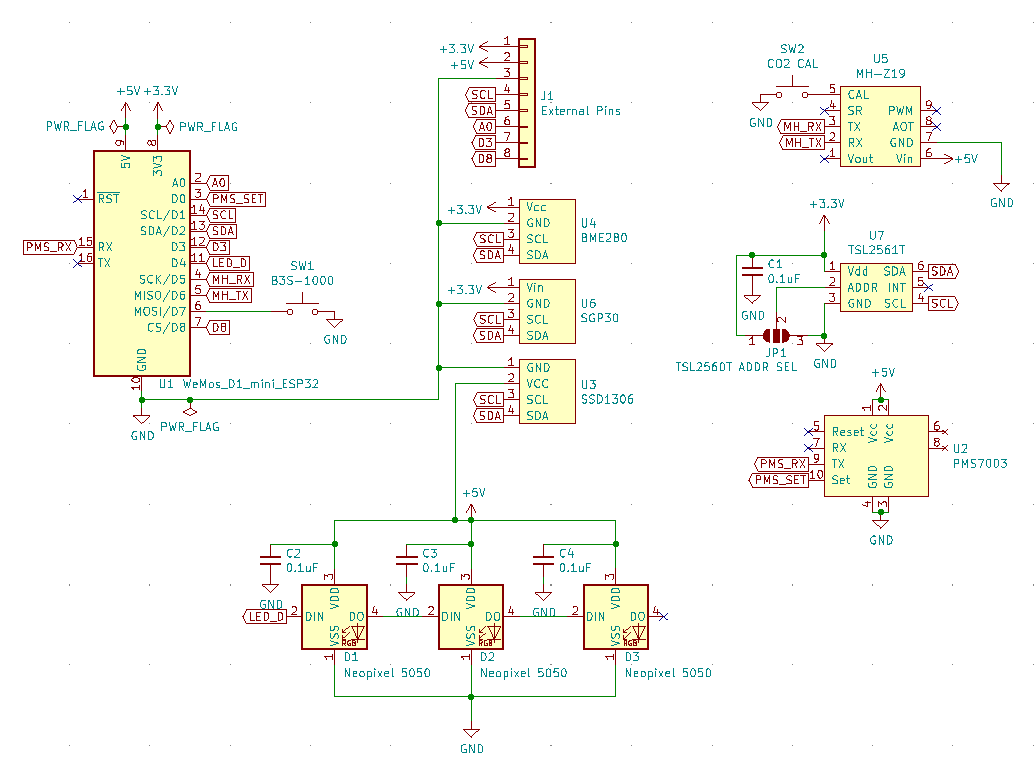 +5V +3.3V
PWR_FLAG
PWR_FLAG
9
8
5V
3V3
1 RST
A0 2 A0
D0 3 PMS_SET
SCL/D1 14 SCL
SDA/D2 13 SDA
PMS_RX 15 RX
D3 12 D3
16 TX
D4 11 LED_D
SCK/D5 4 MH_RX
MISO/D6 5 MH_TX
MOSI/D7 6
CS/D8 7 D8
GND
10
U1 WeMos_D1_mini_ESP32
GND
PWR_FLAG
SW1
B3S-1000
GND
+3.3V 1
+5V 2
3
SCL 4
SDA 5
A0 6
D3 7
D8 8
J1
External Pins
+3.3V 1 Vcc
2 GND
SCL 3 SCL
SDA 4 SDA
U4
BME280
+3.3V 1 Vin
2 GND
SCL 3 SCL
SDA 4 SDA
U6
SGP30
1 GND
2 VCC
SCL 3 SCL
SDA 4 SDA
U3
SSD1306
SW2
CO2 CAL
GND
U5
MH-Z19
5 CAL
4 SR
MH_RX 3 TX
MH_TX 2 RX
1 Vout
PWM 9
AOT 8
GND 7
Vin 6 +5V
GND
+3.3V
C1
0.1uF
GND
U7
TSL2561T
1 Vdd SDA 6 SDA
2 ADDR INT 5
3 GND SCL 4 SCL
2
1 3
JP1
TSL2560T ADDR SEL
GND
+5V
1 2
Vcc Vcc
5 Reset
7 RX
PMS_RX 9 TX
PMS_SET 10 Set
6
8
GND GND
4 3
U2
PMS7003
GND
+5V
C2
0.1uF
GND
C3
0.1uF
GND
C4
0.1uF
GND
3
VDD
LED_D 2 DIN DO 4
VSS
RGB
1
D1
Neopixel 5050
3
VDD
2 DIN DO 4
VSS
RGB
1
D2
Neopixel 5050
3
VDD
2 DIN DO 4
VSS
RGB
1
D3
Neopixel 5050
GND